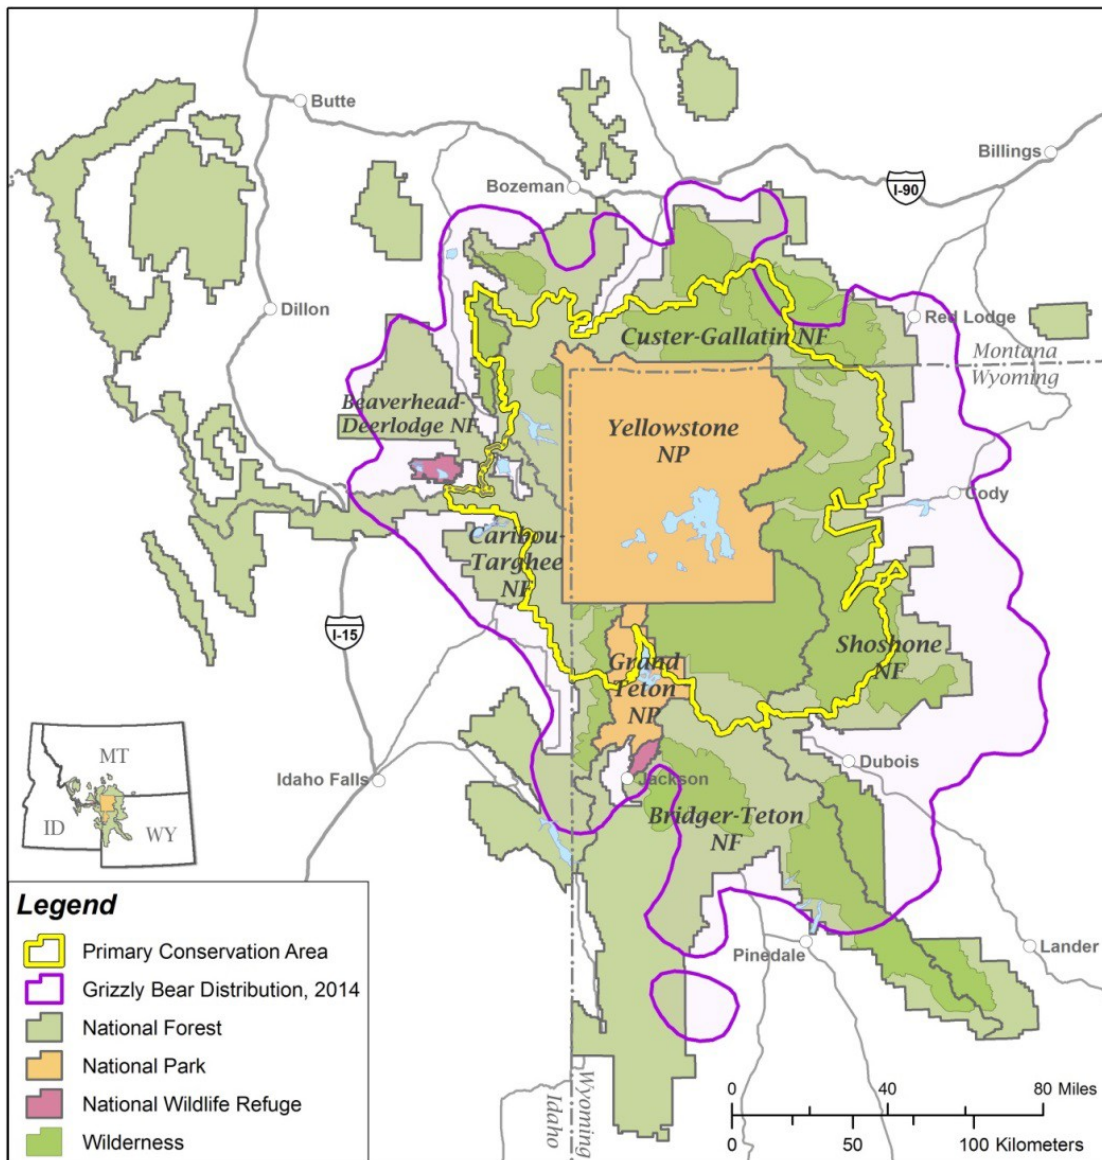 Butte
Billings
Bozeman
I-90
Dillon
Red Lodge
Custer-Gallatin NF
Montana
Wyoming
Beaverhead-
Deerlodge NF
Yellowstone
NP
Cody
Caribou-
Targhee
NF
I-15
Shoshone
NF
Grand
Teton
NP
Idaho Falls
Jackson
Dubois
MT
ID
WY
Bridger-Teton
NF
Pinedale
Lander
Legend
Primary Conservation Area
Grizzly Bear Distribution, 2014
National Forest
National Park
National Wildlife Refuge
Wilderness
Wyoming
Idaho
0 40 80 Miles
0 50 100 Kilometers